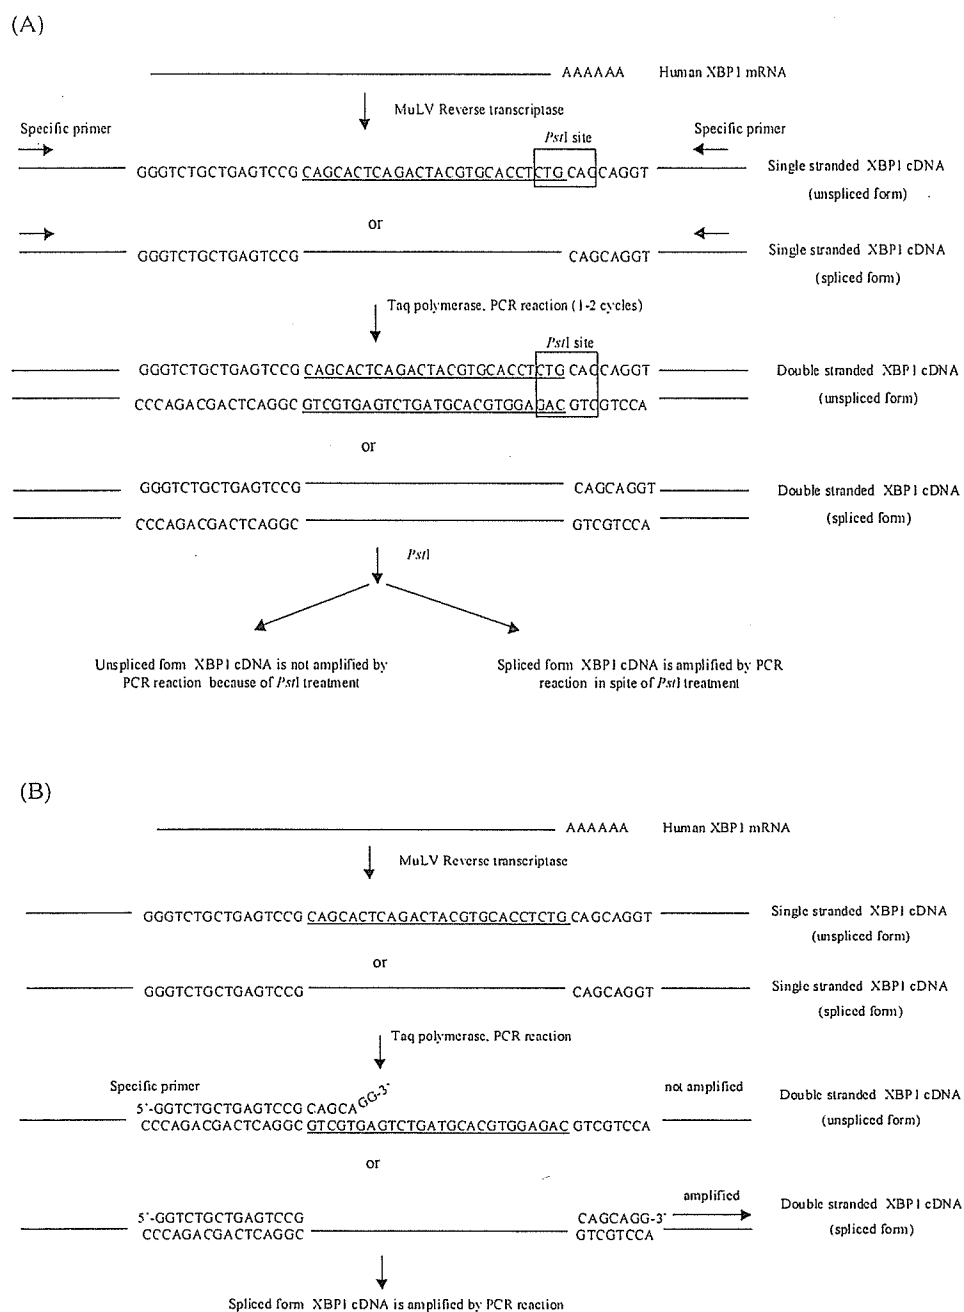 (A)
AAAAAA Human XBP1 mRNA
MuLV Reverse transcriptase
Specific primer
Specific primer
PstI site
GGGTCTGCTGAGTCCG CAGCACTCAGACTACGTGCACCTCTG CAGCAGGT
Single stranded XBP1 cDNA
(unspliced form)
or
GGGTCTGCTGAGTCCG CAGCAGGT
Single stranded XBP1 cDNA
(spliced form)
Taq polymerase, PCR reaction (1-2 cycles)
PstI site
GGGTCTGCTGAGTCCG CAGCACTCAGACTACGTGCACCTCTG CAGCAGGT
Double stranded XBP1 cDNA
CCCAGACGACTCAGGC GTCGTGAGTCTGATGCACGTGGAGAC GTCGTCCA
(unspliced form)
or
GGGTCTGCTGAGTCCG CAGCAGGT
Double stranded XBP1 cDNA
CCCAGACGACTCAGGC GTCGTCCA
(spliced form)
PstI
Unspliced form XBP1 cDNA is not amplified by
PCR reaction because of PstI treatment
Spliced form XBP1 cDNA is amplified by PCR
reaction in spite of PstI treatment
(B)
AAAAAA Human XBP1 mRNA
MuLV Reverse transcriptase
GGGTCTGCTGAGTCCG CAGCACTCAGACTACGTGCACCTCTG CAGCAGGT
Single stranded XBP1 cDNA
(unspliced form)
or
GGGTCTGCTGAGTCCG CAGCAGGT
Single stranded XBP1 cDNA
(spliced form)
Taq polymerase, PCR reaction
Specific primer
not amplified
5'-GGTCTGCTGAGTCCG CAGCA GG-3'
Double stranded XBP1 cDNA
CCCAGACGACTCAGGC GTCGTGAGTCTGATGCACGTGGAGAC GTCGTCCA
(unspliced form)
or
amplified
5'-GGTCTGCTGAGTCCG CAGCAGG-3'
Double stranded XBP1 cDNA
CCCAGACGACTCAGGC GTCGTCCA
(spliced form)
Spliced form XBP1 cDNA is amplified by PCR reaction